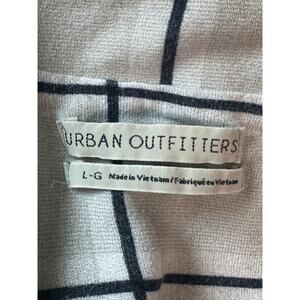 URBAN OUTFITTERS
L-G Made in Vietnam/Fabriqué au Vietnam